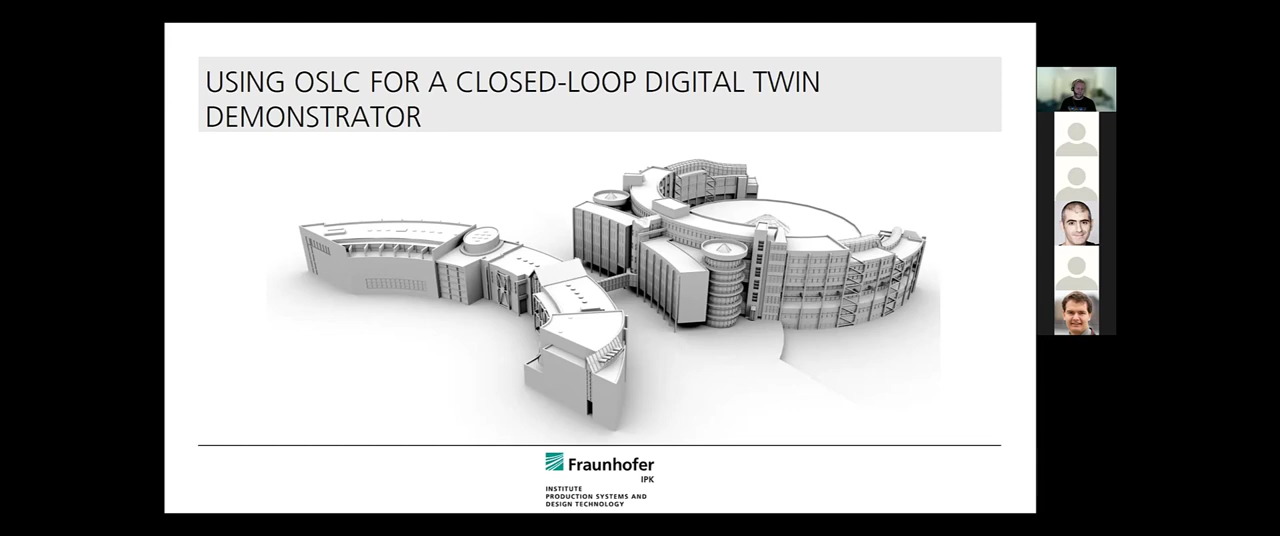 USING OSLC FOR A CLOSED-LOOP DIGITAL TWIN
DEMONSTRATOR
Fraunhofer
IPK
INSTITUTE
PRODUCTION SYSTEMS AND
DESIGN TECHNOLOGY